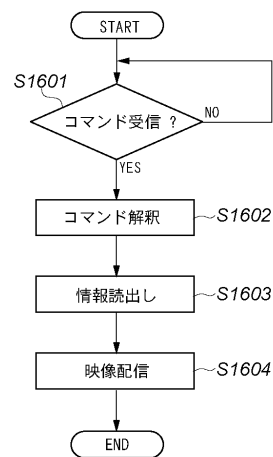 START
S1601
コマンド受信 ?
NO
YES
コマンド解釈
S1602
情報読出し
S1603
映像配信
S1604
END